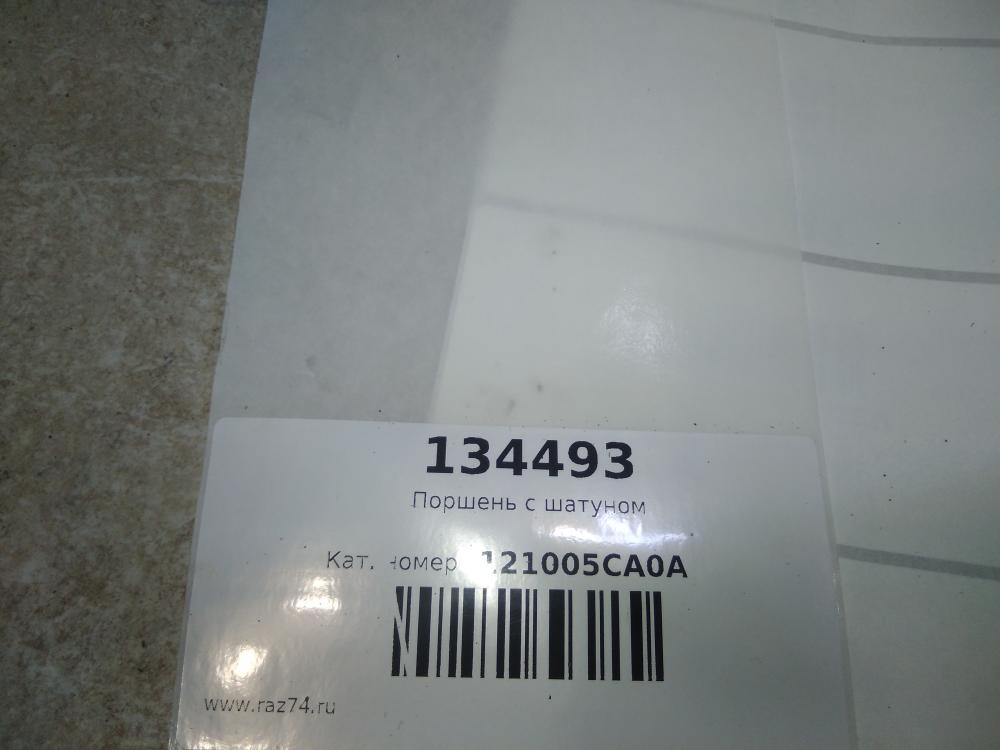 134493
Поршень с шатуном
Кат. номер 121005CA0A
www.raz74.ru